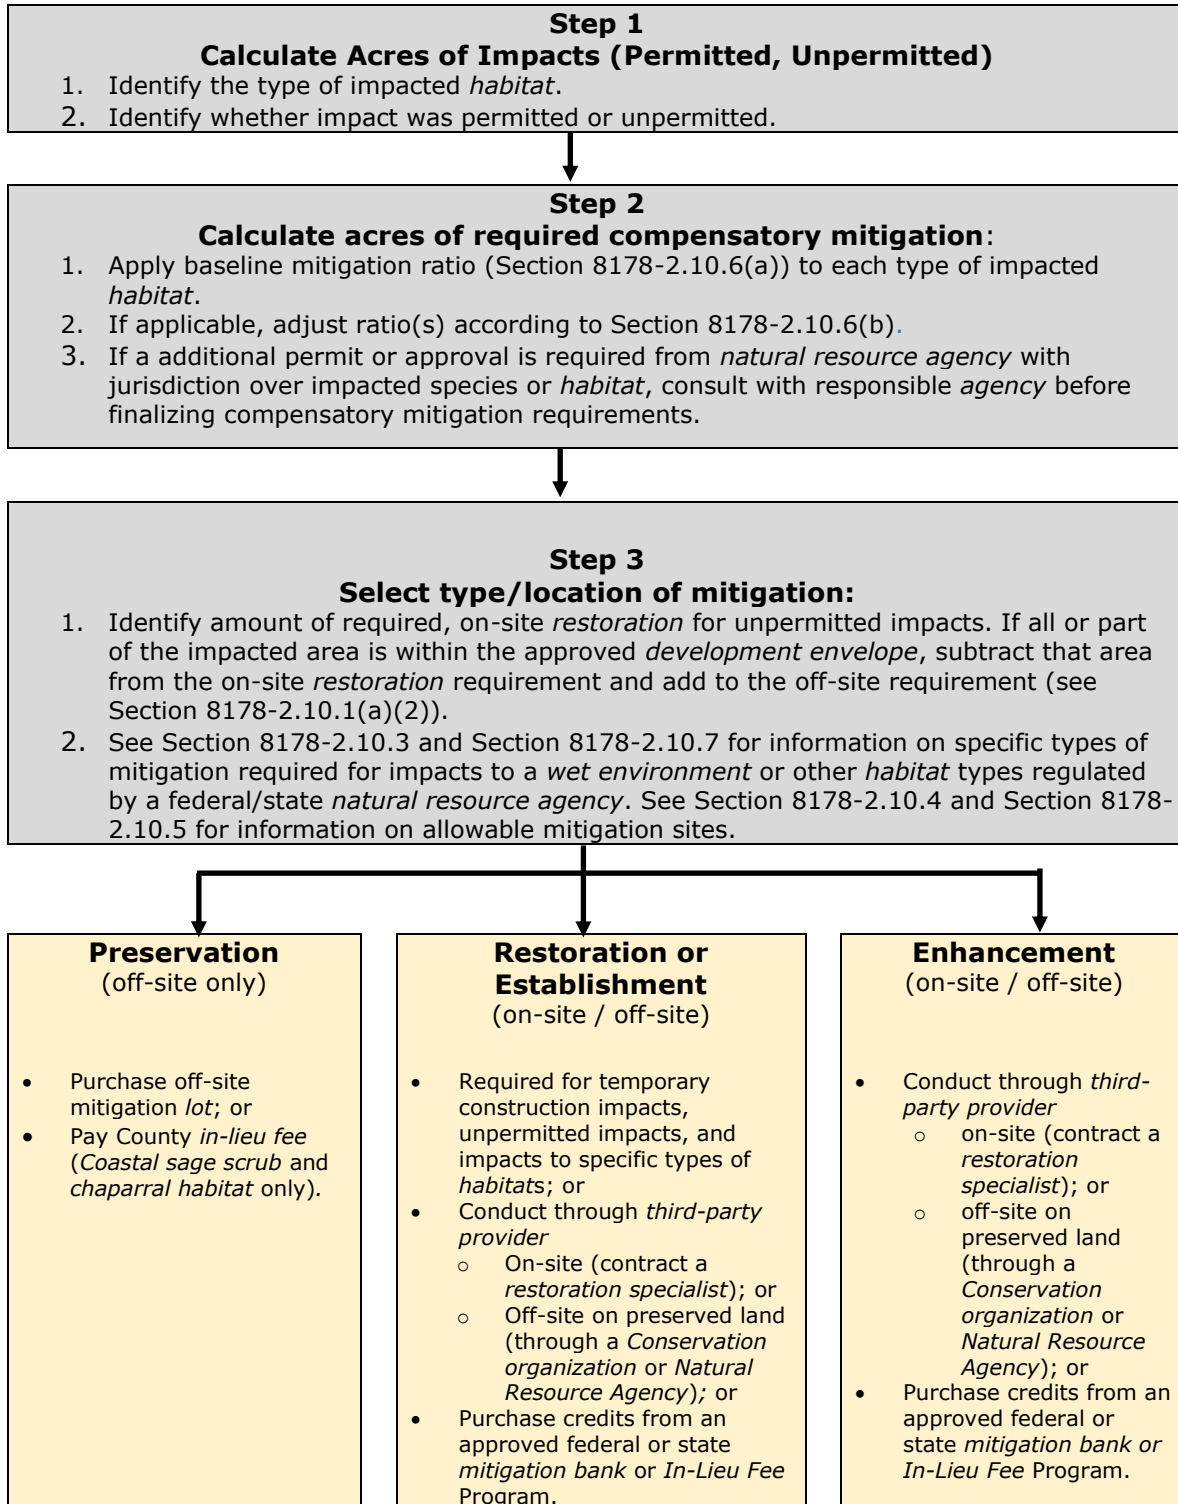 Step 1
Calculate Acres of Impacts (Permitted, Unpermitted)
1. Identify the type of impacted habitat.
2. Identify whether impact was permitted or unpermitted.
Step 2
Calculate acres of required compensatory mitigation:
1. Apply baseline mitigation ratio (Section 8178-2.10.6(a)) to each type of impacted
habitat.
2. If applicable, adjust ratio(s) according to Section 8178-2.10.6(b).
3. If a additional permit or approval is required from natural resource agency with
jurisdiction over impacted species or habitat, consult with responsible agency before
finalizing compensatory mitigation requirements.
Step 3
Select type/location of mitigation:
1. Identify amount of required, on-site restoration for unpermitted impacts. If all or part
of the impacted area is within the approved development envelope, subtract that area
from the on-site restoration requirement and add to the off-site requirement (see
Section 8178-2.10.1(a)(2)).
2. See Section 8178-2.10.3 and Section 8178-2.10.7 for information on specific types of
mitigation required for impacts to a wet environment or other habitat types regulated
by a federal/state natural resource agency. See Section 8178-2.10.4 and Section 8178-
2.10.5 for information on allowable mitigation sites.
Preservation
(off-site only)
• Purchase off-site
mitigation lot; or
• Pay County in-lieu fee
(Coastal sage scrub and
chaparral habitat only).
Restoration or
Establishment
(on-site / off-site)
• Required for temporary
construction impacts,
unpermitted impacts, and
impacts to specific types of
habitats; or
• Conduct through third-party
provider
o On-site (contract a
restoration specialist); or
o Off-site on preserved land
(through a Conservation
organization or Natural
Resource Agency); or
• Purchase credits from an
approved federal or state
mitigation bank or In-Lieu Fee
Program.
Enhancement
(on-site / off-site)
• Conduct through third-
party provider
o on-site (contract a
restoration
specialist); or
o off-site on
preserved land
(through a
Conservation
organization or
Natural Resource
Agency); or
• Purchase credits from an
approved federal or
state mitigation bank or
In-Lieu Fee Program.